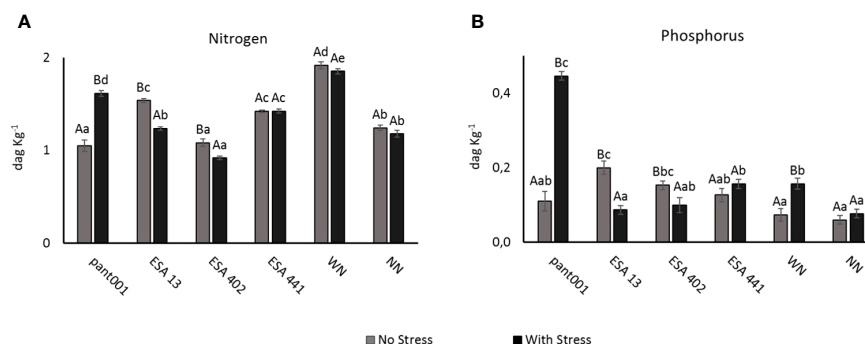 A
Nitrogen
dag Kg-1
2
1
0
Aa Bd Bc Ab Ba Aa Ac Ac Ad Ae Ab Ab
pant001 ESA 13 ESA 402 ESA 441 WN NN
B
Phosphorus
dag Kg-1
0,4
0,2
0,0
Aab Bc Bc Aa Bbc Aab Aab Ab Aa Bb Aa Aa
pant001 ESA 13 ESA 402 ESA 441 WN NN
No Stress With Stress